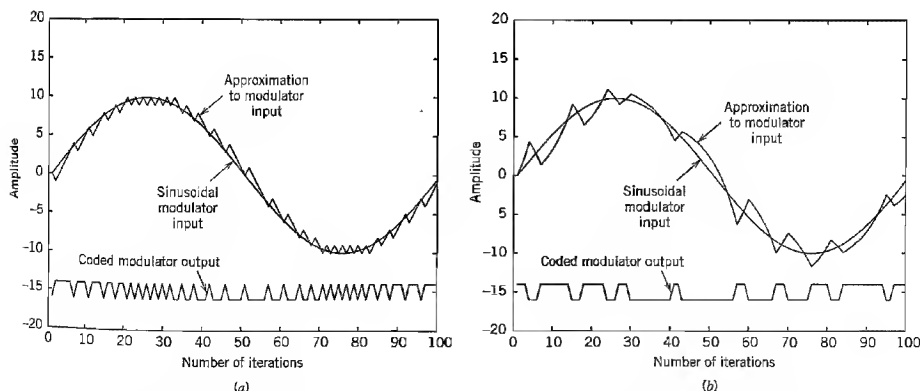 20
15
10
5
0
-5
-10
-15
-20
Amplitude
Approximation
to modulator
input
Sinusoidal
modulator
input
Coded modulator output
0 10 20 30 40 50 60 70 80 90 100
Number of iterations
(a)
20
15
10
5
0
-5
-10
-15
-20
Amplitude
Approximation
to modulator
input
Sinusoidal
modulator
input
Coded modulator output
0 10 20 30 40 50 60 70 80 90 100
Number of iterations
(b)